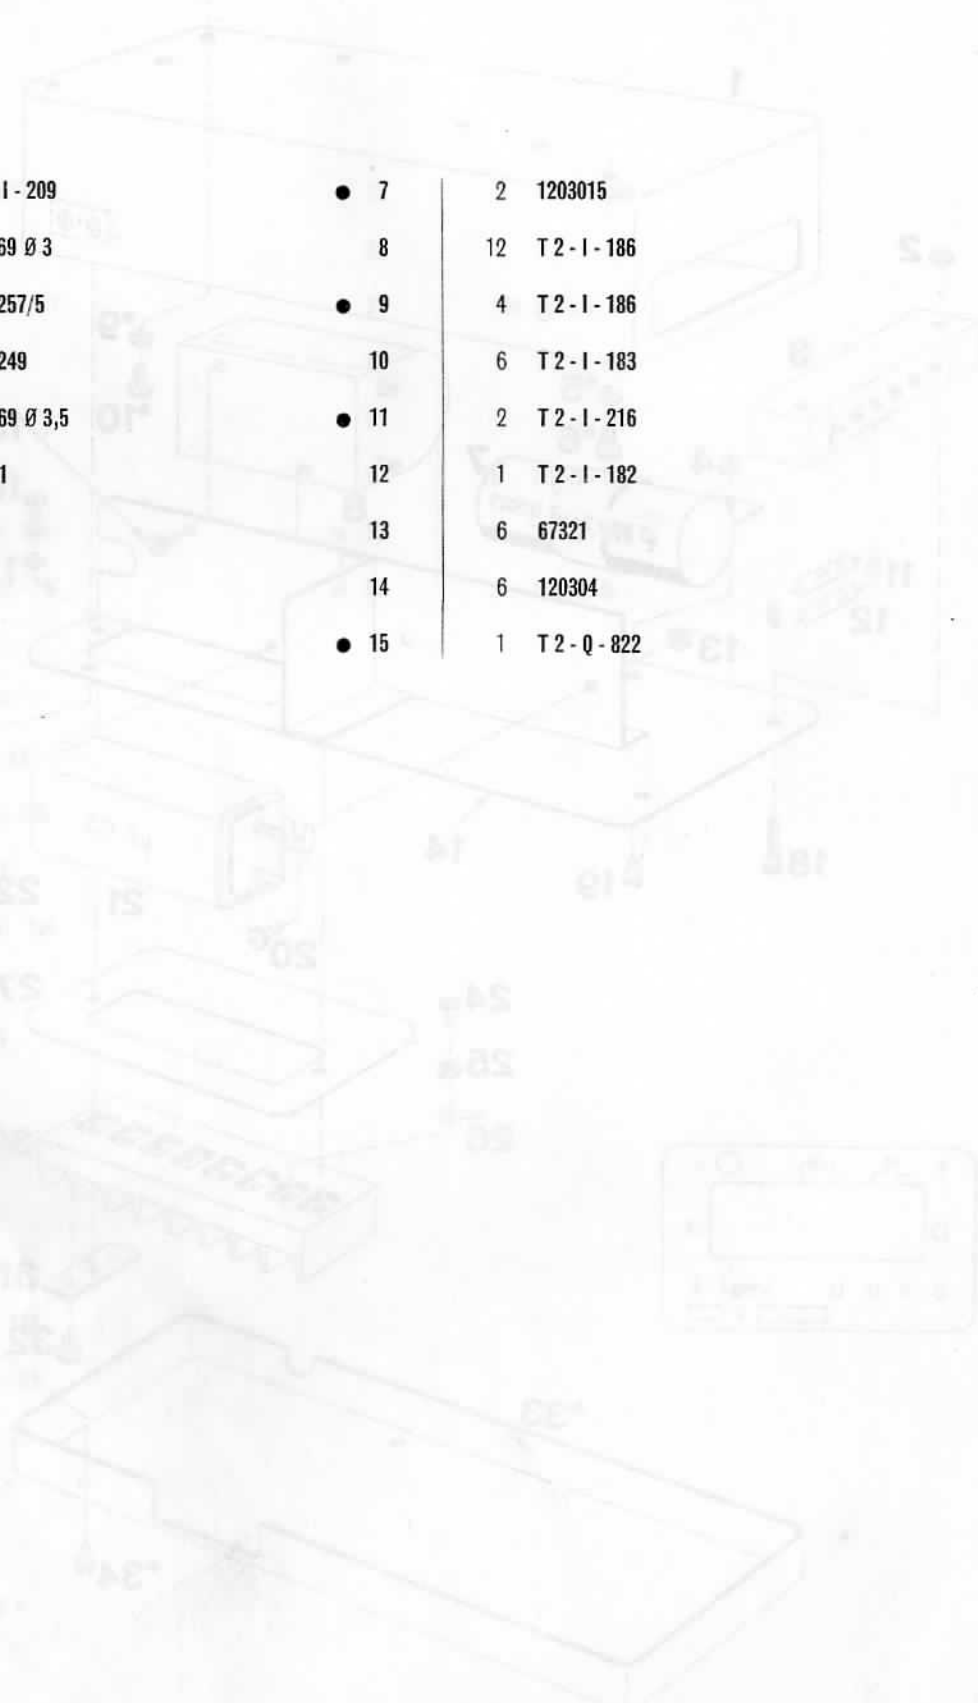 I - 209
69 Ø 3
257/5
249
69 Ø 3,5
1
● 7 2 1203015
8 12 T 2 - I - 186
● 9 4 T 2 - I - 186
10 6 T 2 - I - 183
● 11 2 T 2 - I - 216
12 1 T 2 - I - 182
13 6 67321
14 6 120304
● 15 1 T 2 - Q - 822